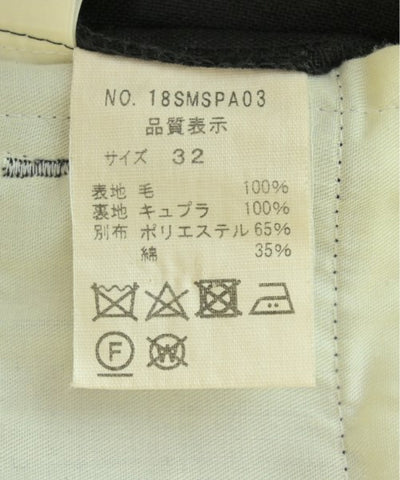 NO. 18SMSPA03
品質表示
サイズ 32
表地 毛 100%
裏地 キュプラ 100%
別布 ポリエステル 65%
綿 35%
F
W